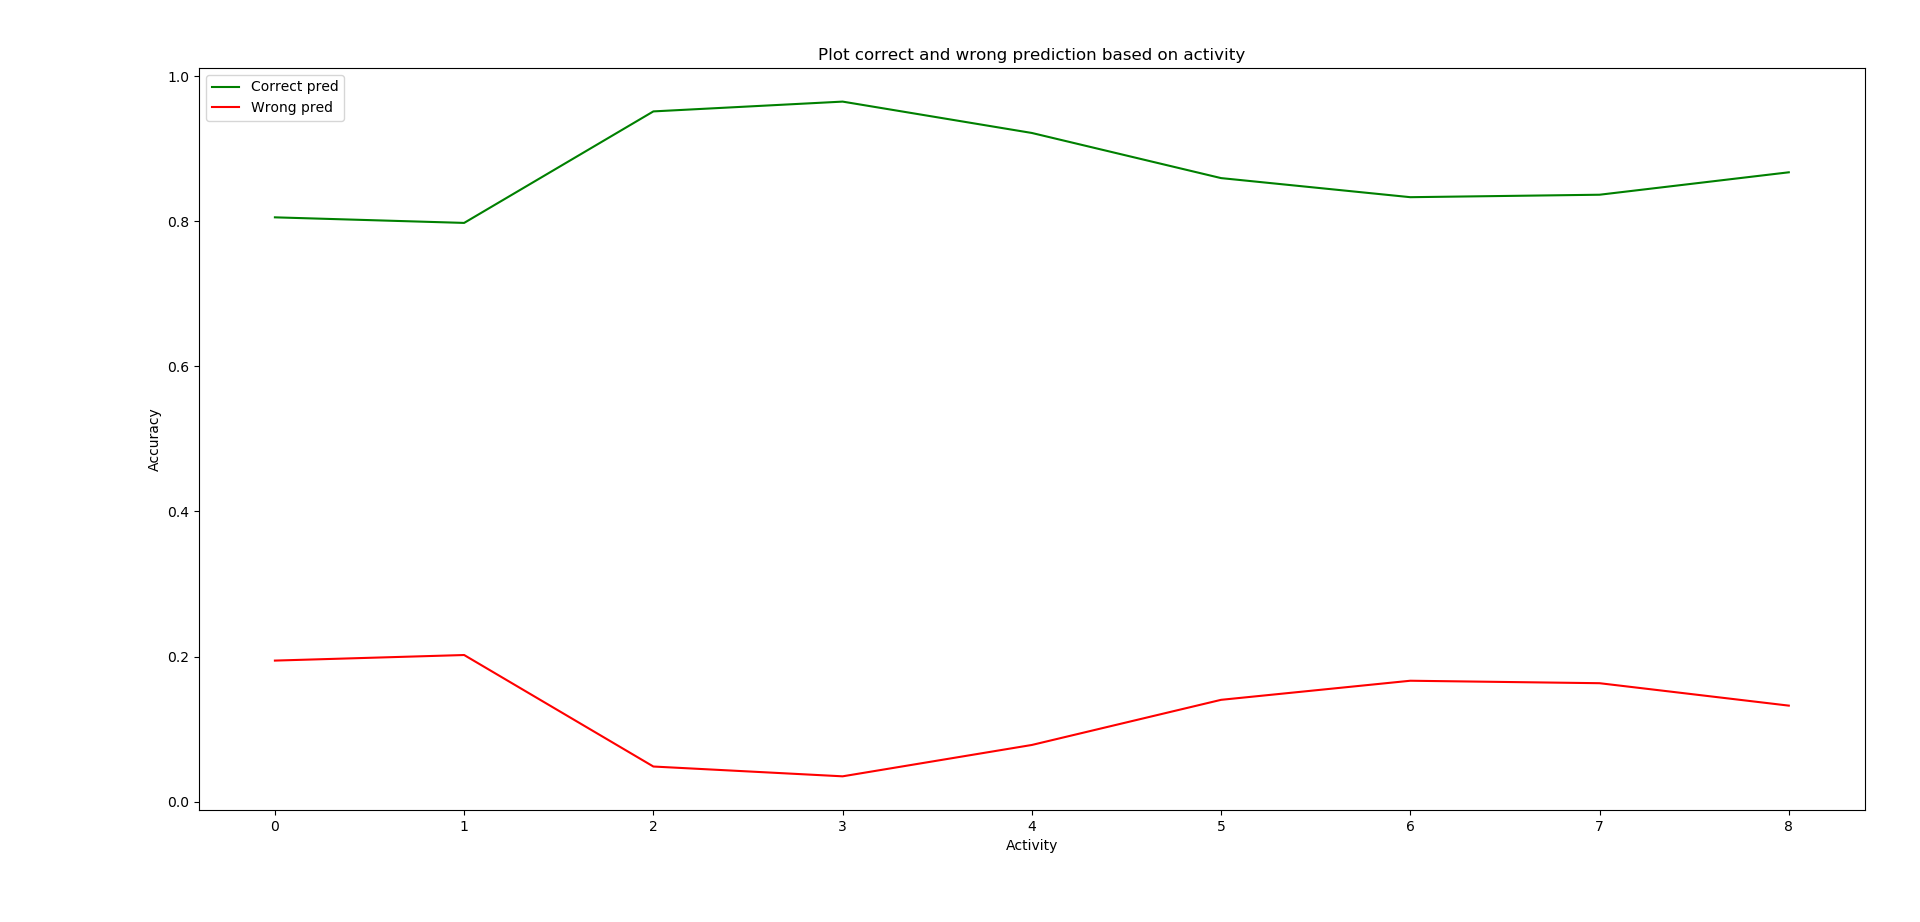 Plot correct and wrong prediction based on activity
Correct pred
Wrong pred
1.0
0.8
0.6
0.4
0.2
0.0
Accuracy
0 1 2 3 4 5 6 7 8
Activity